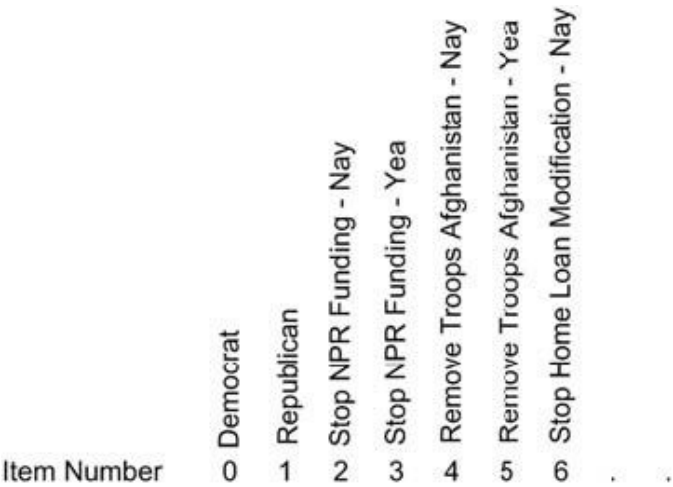 Democrat
Republican
Stop NPR Funding - Nay
Stop NPR Funding - Yea
Remove Troops Afghanistan - Nay
Remove Troops Afghanistan - Yea
Stop Home Loan Modification - Nay
Item Number 0 1 2 3 4 5 6 . .